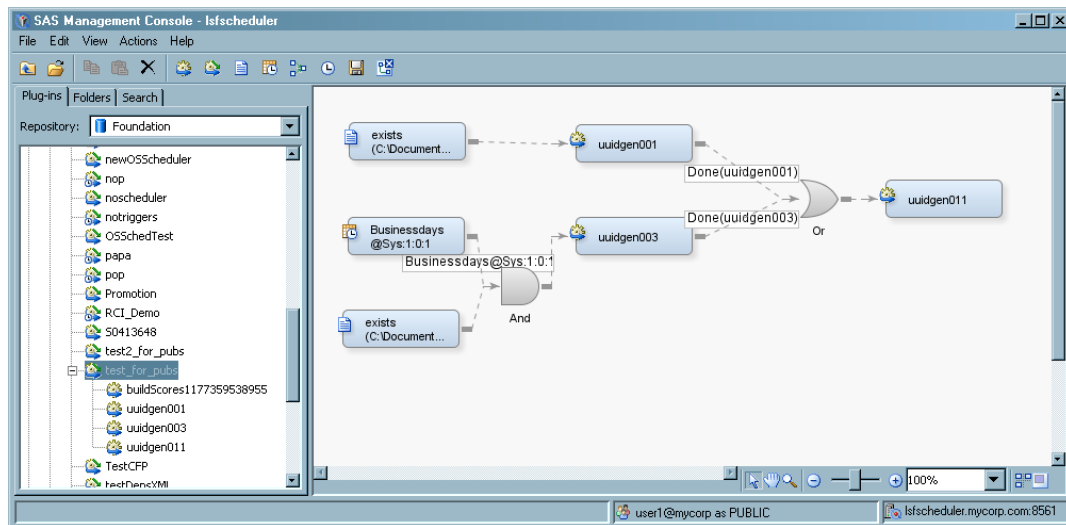 SAS Management Console - lsfscheduler
File Edit View Actions Help
Plug-ins Folders Search
Repository: Foundation
newOSScheduler
nop
noscheduler
notriggers
OSSchedTest
papa
pop
Promotion
RCI_Demo
S0413648
test2_for_pubs
test_for_pubs
buildScores1177359538955
uuidgen001
uuidgen003
uuidgen011
TestCFP
testDepsXML
exists
(C:\Document...
uuidgen001
Done(uuidgen001)
Businessdays
@Sys:1:0:1
Businessdays@Sys:1:0:1
uuidgen003
Done(uuidgen003)
Or
uuidgen011
exists
(C:\Document...
And
100%
user1@mycorp as PUBLIC
lsfscheduler.mycorp.com:8561